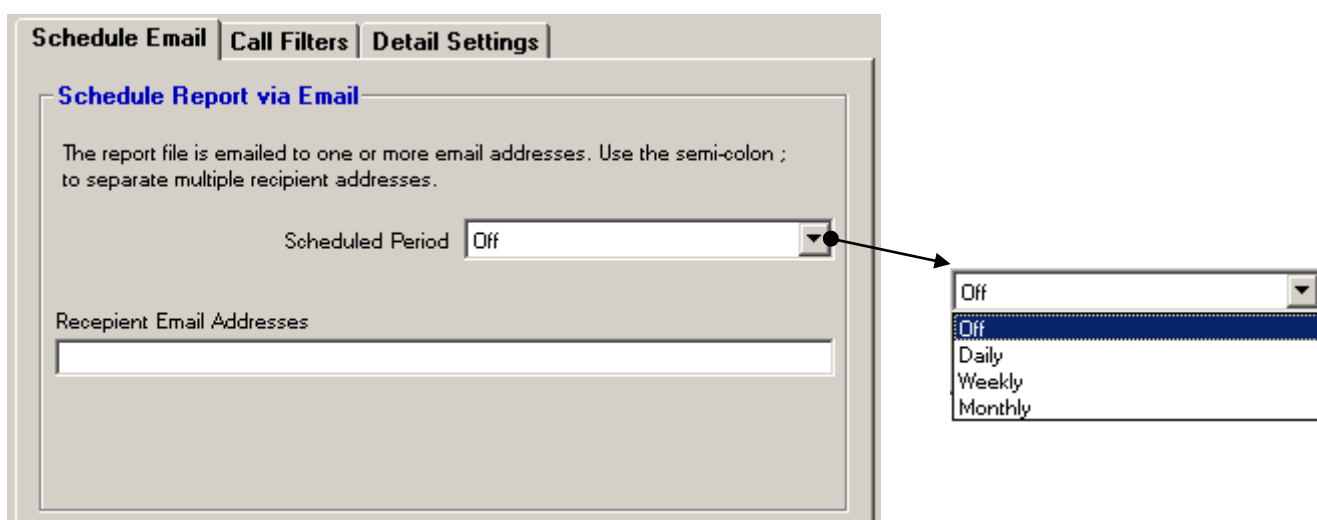 Schedule Email Call Filters Detail Settings
Schedule Report via Email
The report file is emailed to one or more email addresses. Use the semi-colon ;
to separate multiple recipient addresses.
Scheduled Period Off
Recepient Email Addresses
Off
Off
Daily
Weekly
Monthly